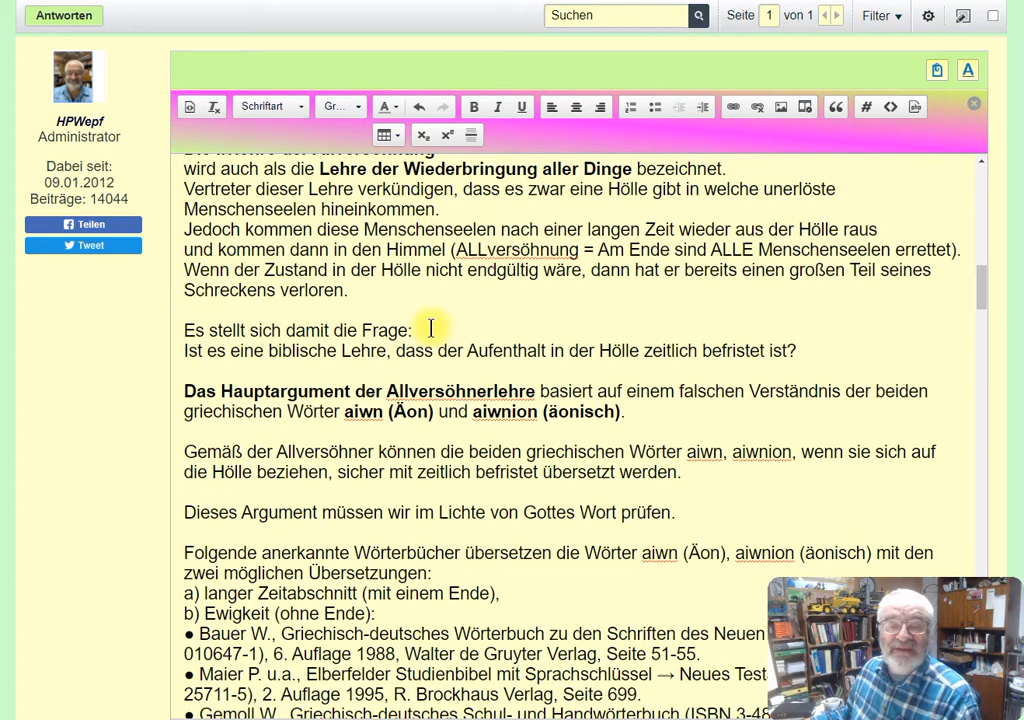 Antworten
Suchen
Seite 1 von 1
Filter
HPWepf
Administrator
Dabei seit:
09.01.2012
Beiträge: 14044
Teilen
Tweet
A
Schriftart
Gr...
A
B I U
# <> php
x₂ x²
wird auch als die Lehre der Wiederbringung aller Dinge bezeichnet.
Vertreter dieser Lehre verkündigen, dass es zwar eine Hölle gibt in welche unerlöste
Menschenseelen hineinkommen.
Jedoch kommen diese Menschenseelen nach einer langen Zeit wieder aus der Hölle raus
und kommen dann in den Himmel (ALLversöhnung = Am Ende sind ALLE Menschenseelen errettet).
Wenn der Zustand in der Hölle nicht endgültig wäre, dann hat er bereits einen großen Teil seines
Schreckens verloren.
Es stellt sich damit die Frage:
Ist es eine biblische Lehre, dass der Aufenthalt in der Hölle zeitlich befristet ist?
Das Hauptargument der Allversöhnerlehre basiert auf einem falschen Verständnis der beiden
griechischen Wörter aiwn (Äon) und aiwnion (äonisch).
Gemäß der Allversöhner können die beiden griechischen Wörter aiwn, aiwnion, wenn sie sich auf
die Hölle beziehen, sicher mit zeitlich befristet übersetzt werden.
Dieses Argument müssen wir im Lichte von Gottes Wort prüfen.
Folgende anerkannte Wörterbücher übersetzen die Wörter aiwn (Äon), aiwnion (äonisch) mit den
zwei möglichen Übersetzungen:
a) langer Zeitabschnitt (mit einem Ende),
b) Ewigkeit (ohne Ende):
● Bauer W., Griechisch-deutsches Wörterbuch zu den Schriften des Neuen
010647-1), 6. Auflage 1988, Walter de Gruyter Verlag, Seite 51-55.
● Maier P. u.a., Elberfelder Studienbibel mit Sprachschlüssel → Neues Test
25711-5), 2. Auflage 1995, R. Brockhaus Verlag, Seite 699.
● Gemoll W., Griechisch-deutsches Schul- und Handwörterbuch (ISBN 3-48